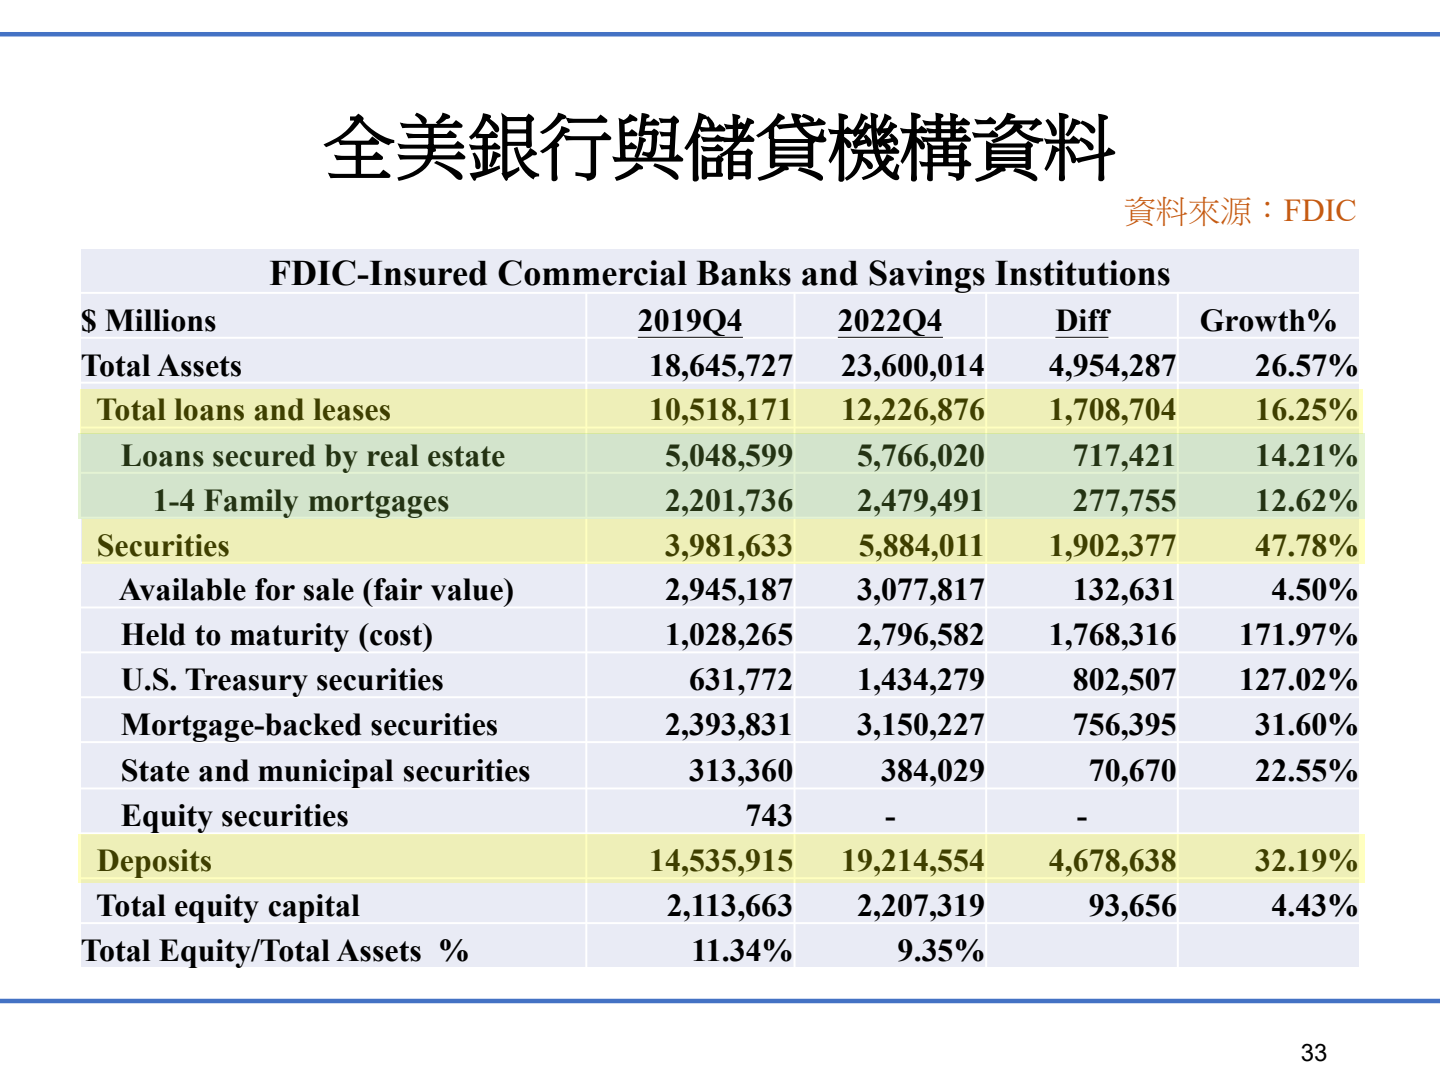 全美銀行與儲貸機構資料
資料來源：FDIC
FDIC-Insured Commercial Banks and Savings Institutions
$ Millions 2019Q4 2022Q4 Diff Growth%
Total Assets 18,645,727 23,600,014 4,954,287 26.57%
Total loans and leases 10,518,171 12,226,876 1,708,704 16.25%
Loans secured by real estate 5,048,599 5,766,020 717,421 14.21%
1-4 Family mortgages 2,201,736 2,479,491 277,755 12.62%
Securities 3,981,633 5,884,011 1,902,377 47.78%
Available for sale (fair value) 2,945,187 3,077,817 132,631 4.50%
Held to maturity (cost) 1,028,265 2,796,582 1,768,316 171.97%
U.S. Treasury securities 631,772 1,434,279 802,507 127.02%
Mortgage-backed securities 2,393,831 3,150,227 756,395 31.60%
State and municipal securities 313,360 384,029 70,670 22.55%
Equity securities 743 - -
Deposits 14,535,915 19,214,554 4,678,638 32.19%
Total equity capital 2,113,663 2,207,319 93,656 4.43%
Total Equity/Total Assets % 11.34% 9.35%
33